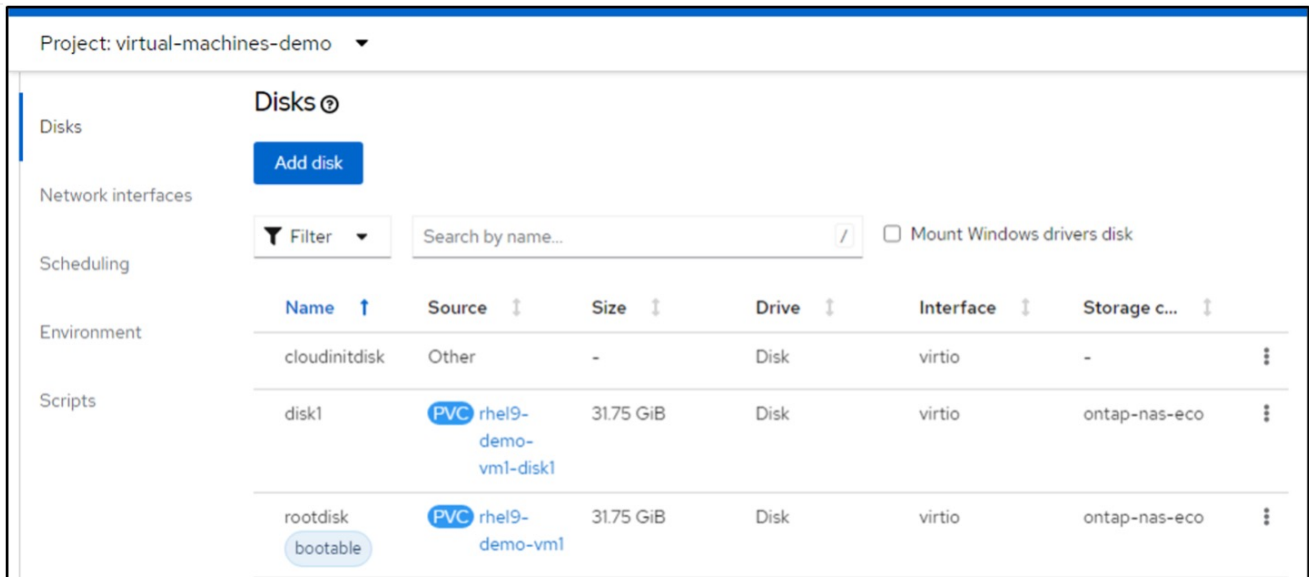 Project: virtual-machines-demo
Disks
Network interfaces
Scheduling
Environment
Scripts
Disks
Add disk
Filter
Search by name...
/
Mount Windows drivers disk
Name Source Size Drive Interface Storage c...
cloudinitdisk Other - Disk virtio -
disk1 PVC rhel9- 31.75 GiB Disk virtio ontap-nas-eco
demo-
vm1-disk1
rootdisk PVC rhel9- 31.75 GiB Disk virtio ontap-nas-eco
bootable demo-vm1